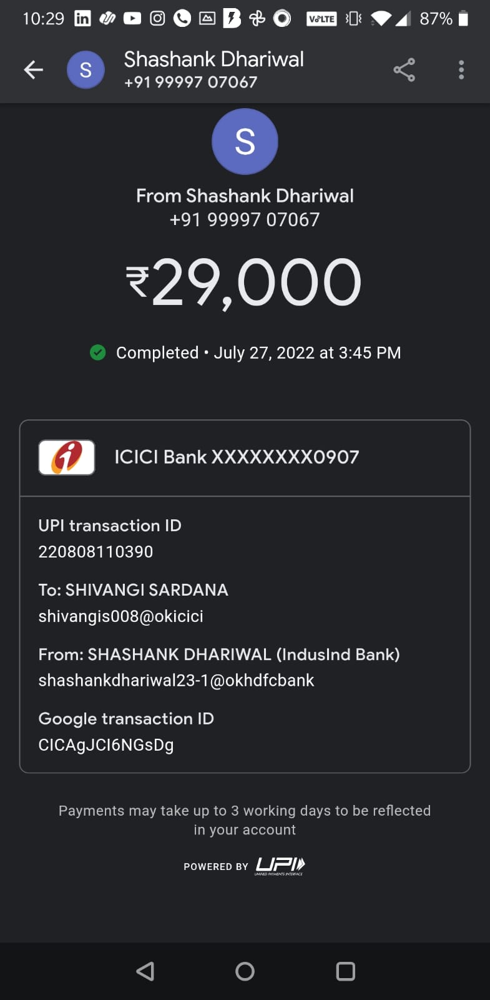 10:29 VoLTE 87%
Shashank Dhariwal
+91 99997 07067
S
S
From Shashank Dhariwal
+91 99997 07067
₹29,000
Completed • July 27, 2022 at 3:45 PM
ICICI Bank XXXXXXXX0907
UPI transaction ID
220808110390
To: SHIVANGI SARDANA
shivangis008@okicici
From: SHASHANK DHARIWAL (IndusInd Bank)
shashankdhariwal23-1@okhdfcbank
Google transaction ID
CICAgJCI6NGsDg
Payments may take up to 3 working days to be reflected
in your account
POWERED BY UPI
UNIFIED PAYMENTS INTERFACE